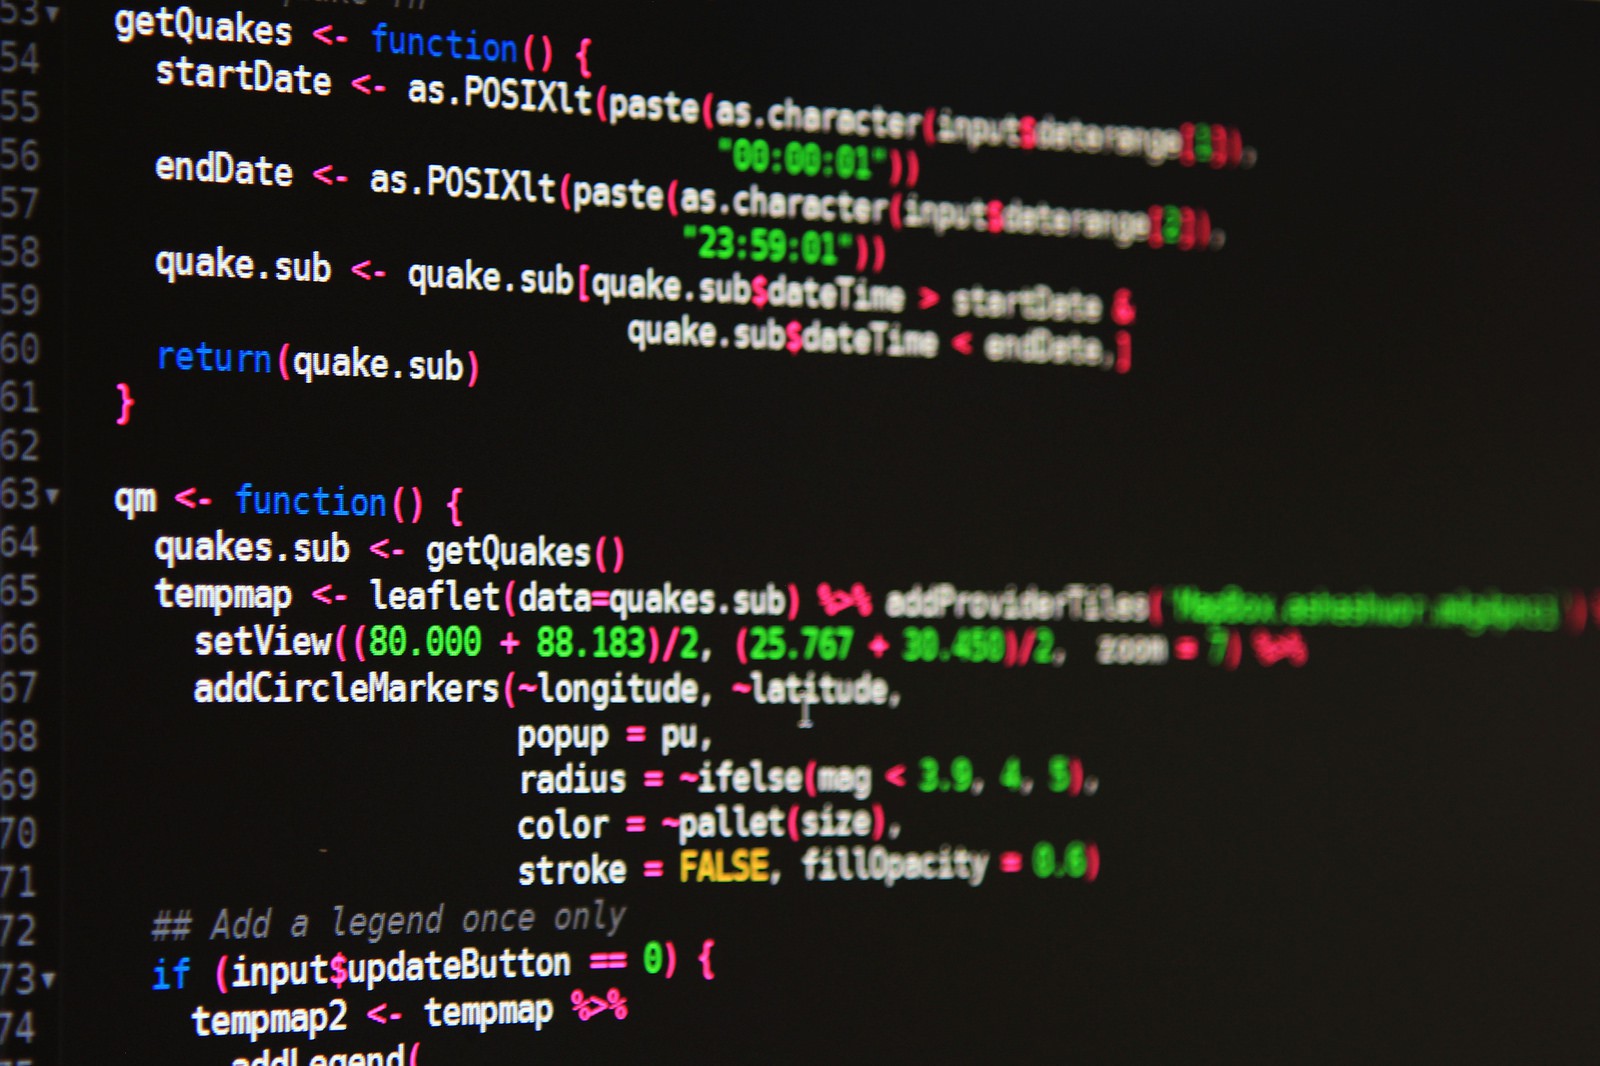 53 getQuakes <- function() {
54 startDate <- as.POSIXlt(paste(as.character(input$daterange[1]),
55 "00:00:01"))
56 endDate <- as.POSIXlt(paste(as.character(input$daterange[2]),
57 "23:59:01"))
58 quake.sub <- quake.sub[quake.sub$dateTime > startDate &
59 quake.sub$dateTime < endDate,]
60 return(quake.sub)
61 }
62
63 qm <- function() {
64 quakes.sub <- getQuakes()
65 tempmap <- leaflet(data=quakes.sub) %>% addProviderTiles(
66 setView((80.000 + 88.183)/2, (25.767 + 30.450)/2, zoom = 7) %>%
67 addCircleMarkers(~longitude, ~latitude,
68 popup = pu,
69 radius = ~ifelse(mag < 3.9, 4, 5),
70 color = ~pallet(size),
71 stroke = FALSE, fillOpacity = 0.6)
72 ## Add a legend once only
73 if (input$updateButton == 0) {
74 tempmap2 <- tempmap %>%
addLegend(